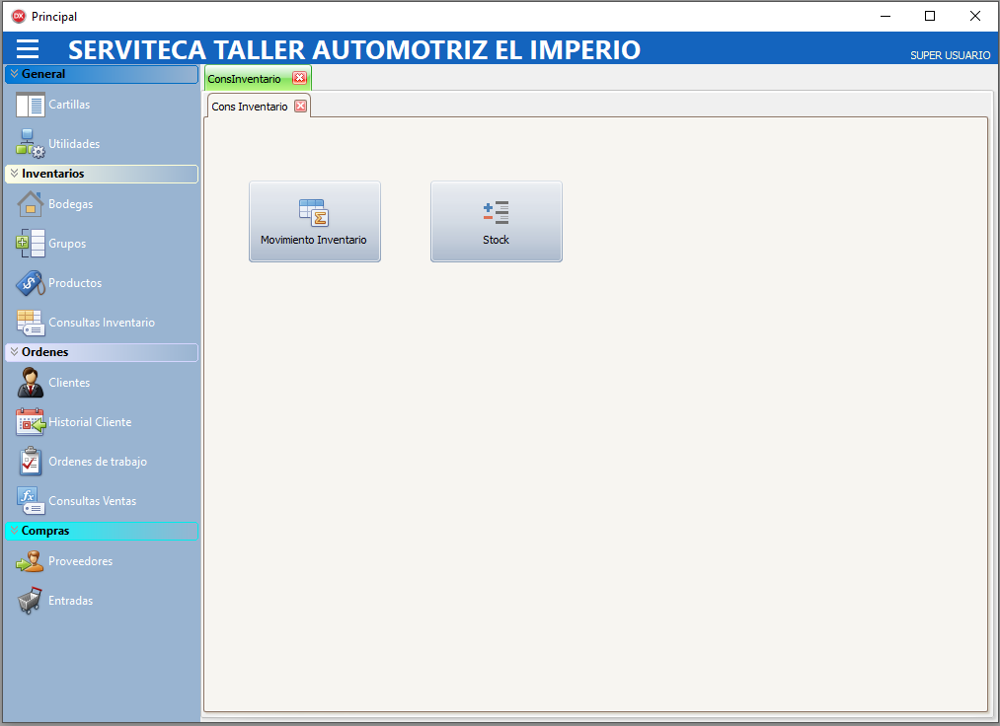 DX Principal
SERVITECA TALLER AUTOMOTRIZ EL IMPERIO
SUPER USUARIO
General
Cartillas
Utilidades
Inventarios
Bodegas
Grupos
Productos
Consultas Inventario
Ordenes
Clientes
Historial Cliente
Ordenes de trabajo
Consultas Ventas
Compras
Proveedores
Entradas
ConsInventario
Cons Inventario
Movimiento Inventario
Stock